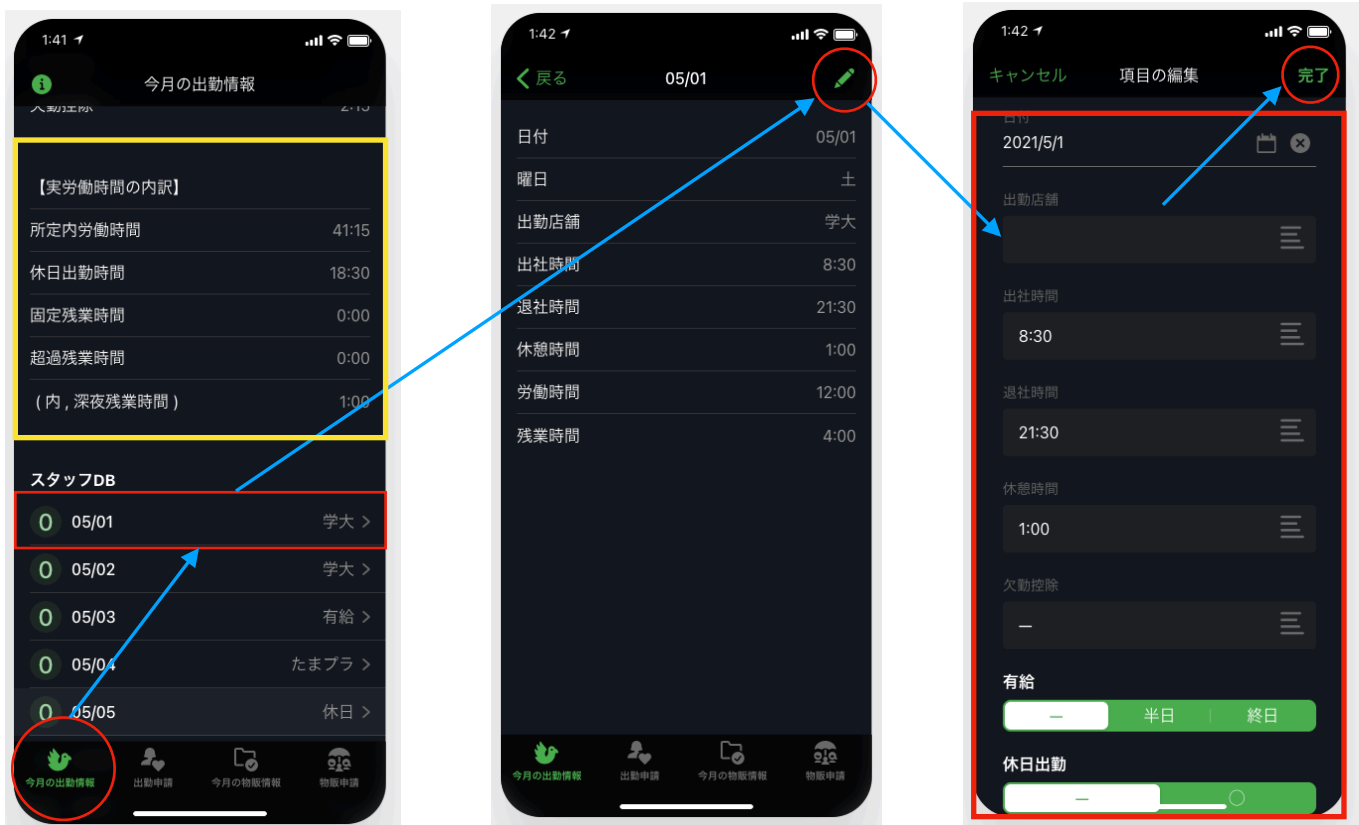 1:41
今月の出勤情報
欠勤控除 2:15
【実労働時間の内訳】
所定内労働時間 41:15
休日出勤時間 18:30
固定残業時間 0:00
超過残業時間 0:00
(内,深夜残業時間) 1:00
スタッフDB
0 05/01 学大
0 05/02 学大
0 05/03 有給
0 05/04 たまプラ
0 05/05 休日
今月の出勤情報 出勤申請 今月の物販情報 物販申請
1:42
戻る 05/01
日付 05/01
曜日 土
出勤店舗 学大
出社時間 8:30
退社時間 21:30
休憩時間 1:00
労働時間 12:00
残業時間 4:00
今月の出勤情報 出勤申請 今月の物販情報 物販申請
1:42
キャンセル 項目の編集 完了
日付
2021/5/1
出勤店舗
出社時間
8:30
退社時間
21:30
休憩時間
1:00
欠勤控除
—
有給
— 半日 終日
休日出勤
— ○